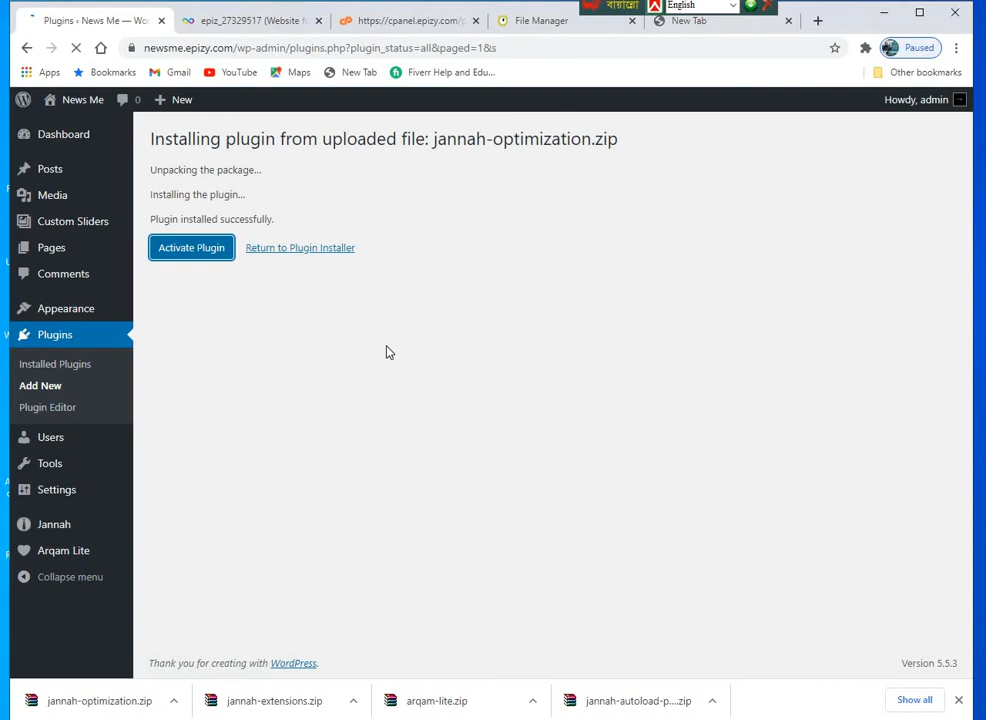 বায়ান্নো
English
Plugins ‹ News Me — Wo
epiz_27329517 (Website fo
https://cpanel.epizy.com/p
File Manager
New Tab
newsme.epizy.com/wp-admin/plugins.php?plugin_status=all&paged=1&s
Paused
Apps
Bookmarks
Gmail
YouTube
Maps
New Tab
Fiverr Help and Edu...
Other bookmarks
News Me
0
New
Howdy, admin
Dashboard
Posts
Media
Custom Sliders
Pages
Comments
Appearance
Plugins
Installed Plugins
Add New
Plugin Editor
Users
Tools
Settings
Jannah
Arqam Lite
Collapse menu
Installing plugin from uploaded file: jannah-optimization.zip
Unpacking the package...
Installing the plugin...
Plugin installed successfully.
Activate Plugin
Return to Plugin Installer
Thank you for creating with WordPress.
Version 5.5.3
jannah-optimization.zip
jannah-extensions.zip
arqam-lite.zip
jannah-autoload-p....zip
Show all